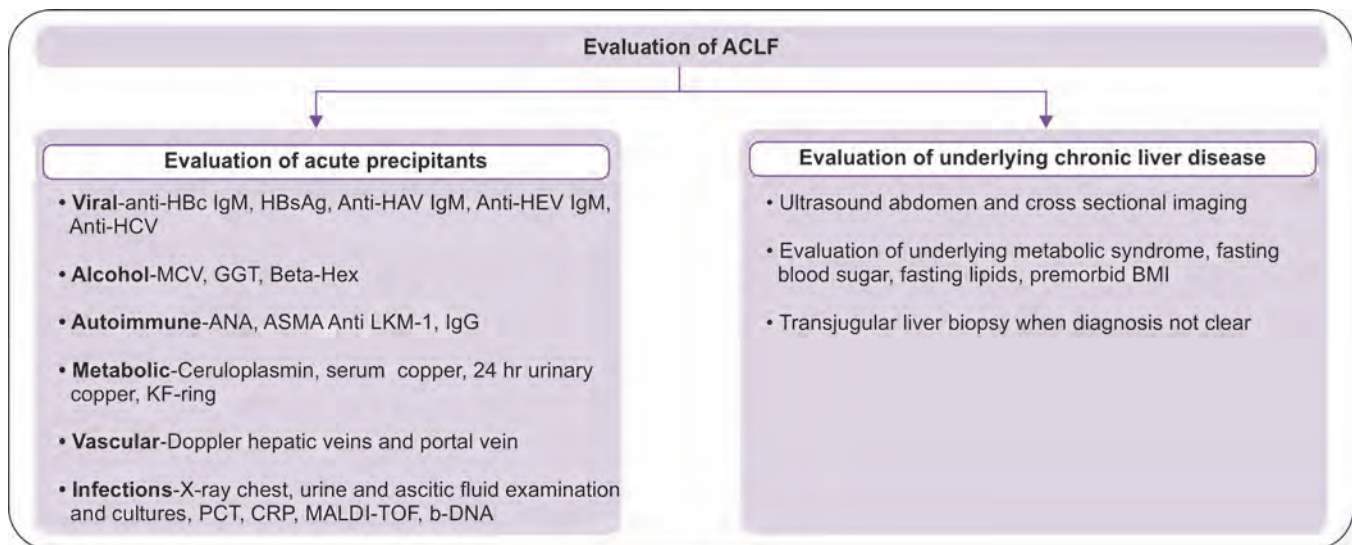 Evaluation of ACLF
Evaluation of acute precipitants
• Viral-anti-HBc IgM, HBsAg, Anti-HAV IgM, Anti-HEV IgM,
Anti-HCV
• Alcohol-MCV, GGT, Beta-Hex
• Autoimmune-ANA, ASMA Anti LKM-1, IgG
• Metabolic-Ceruloplasmin, serum copper, 24 hr urinary
copper, KF-ring
• Vascular-Doppler hepatic veins and portal vein
• Infections-X-ray chest, urine and ascitic fluid examination
and cultures, PCT, CRP, MALDI-TOF, b-DNA
Evaluation of underlying chronic liver disease
• Ultrasound abdomen and cross sectional imaging
• Evaluation of underlying metabolic syndrome, fasting
blood sugar, fasting lipids, premorbid BMI
• Transjugular liver biopsy when diagnosis not clear